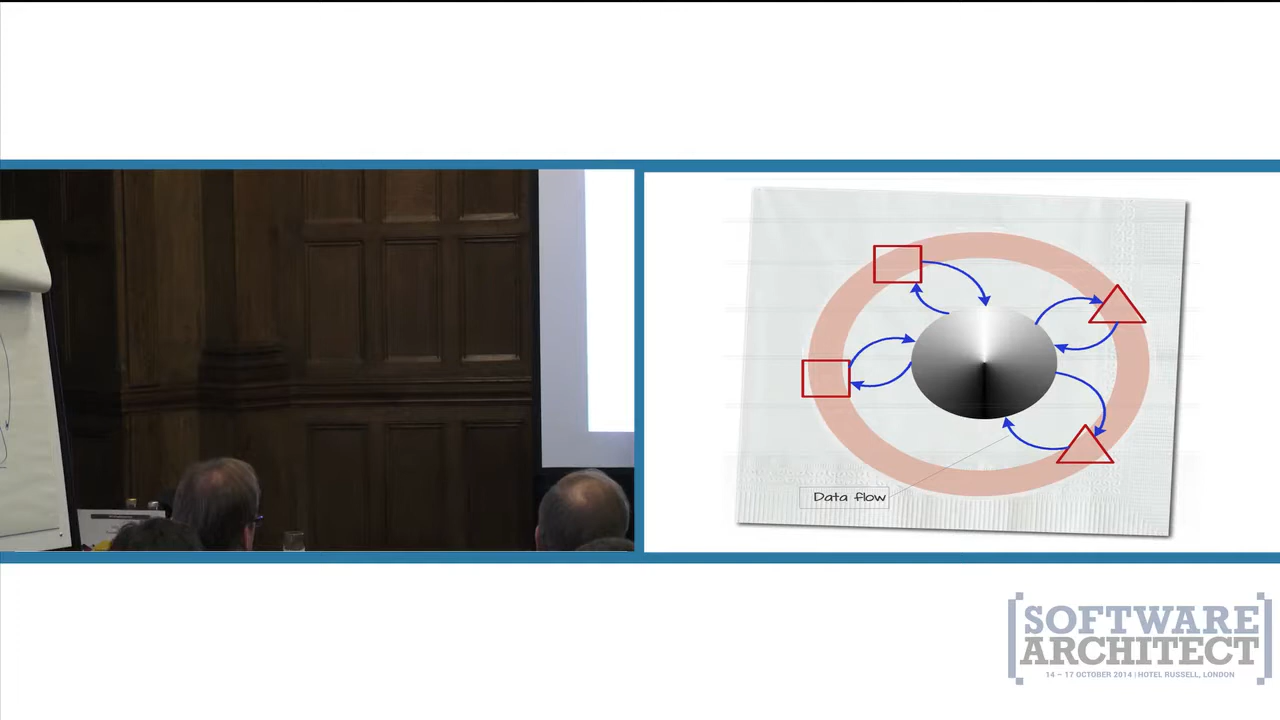 Data flow
SOFTWARE
ARCHITECT
14 – 17 OCTOBER 2014 | HOTEL RUSSELL, LONDON